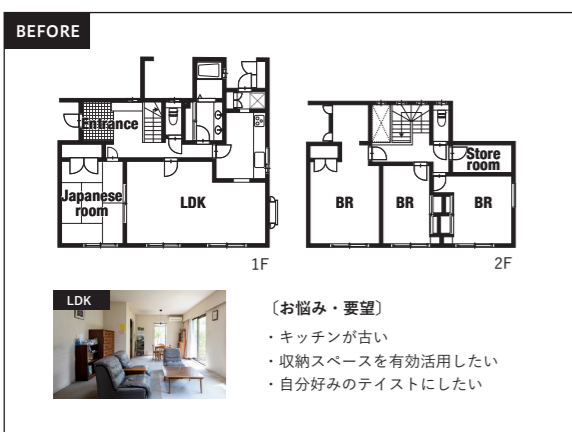 BEFORE
Entrance
Japanese
room
LDK
1F
Store
room
BR
BR
BR
2F
LDK
〔お悩み・要望〕
・キッチンが古い
・収納スペースを有効活用したい
・自分好みのテイストにしたい